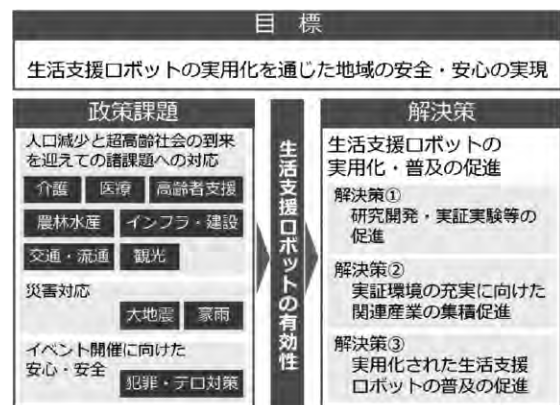 目　標
生活支援ロボットの実用化を通じた地域の安全・安心の実現
政策課題
人口減少と超高齢社会の到来
を迎えての諸課題への対応
介護 医療 高齢者支援
農林水産 インフラ・建設
交通・流通 観光
災害対応
大地震 豪雨
イベント開催に向けた
安心・安全
犯罪・テロ対策
生活支援ロボットの有効性
解決策
生活支援ロボットの
実用化・普及の促進
解決策①
研究開発・実証実験等の
促進
解決策②
実証環境の充実に向けた
関連産業の集積促進
解決策③
実用化された生活支援
ロボットの普及の促進